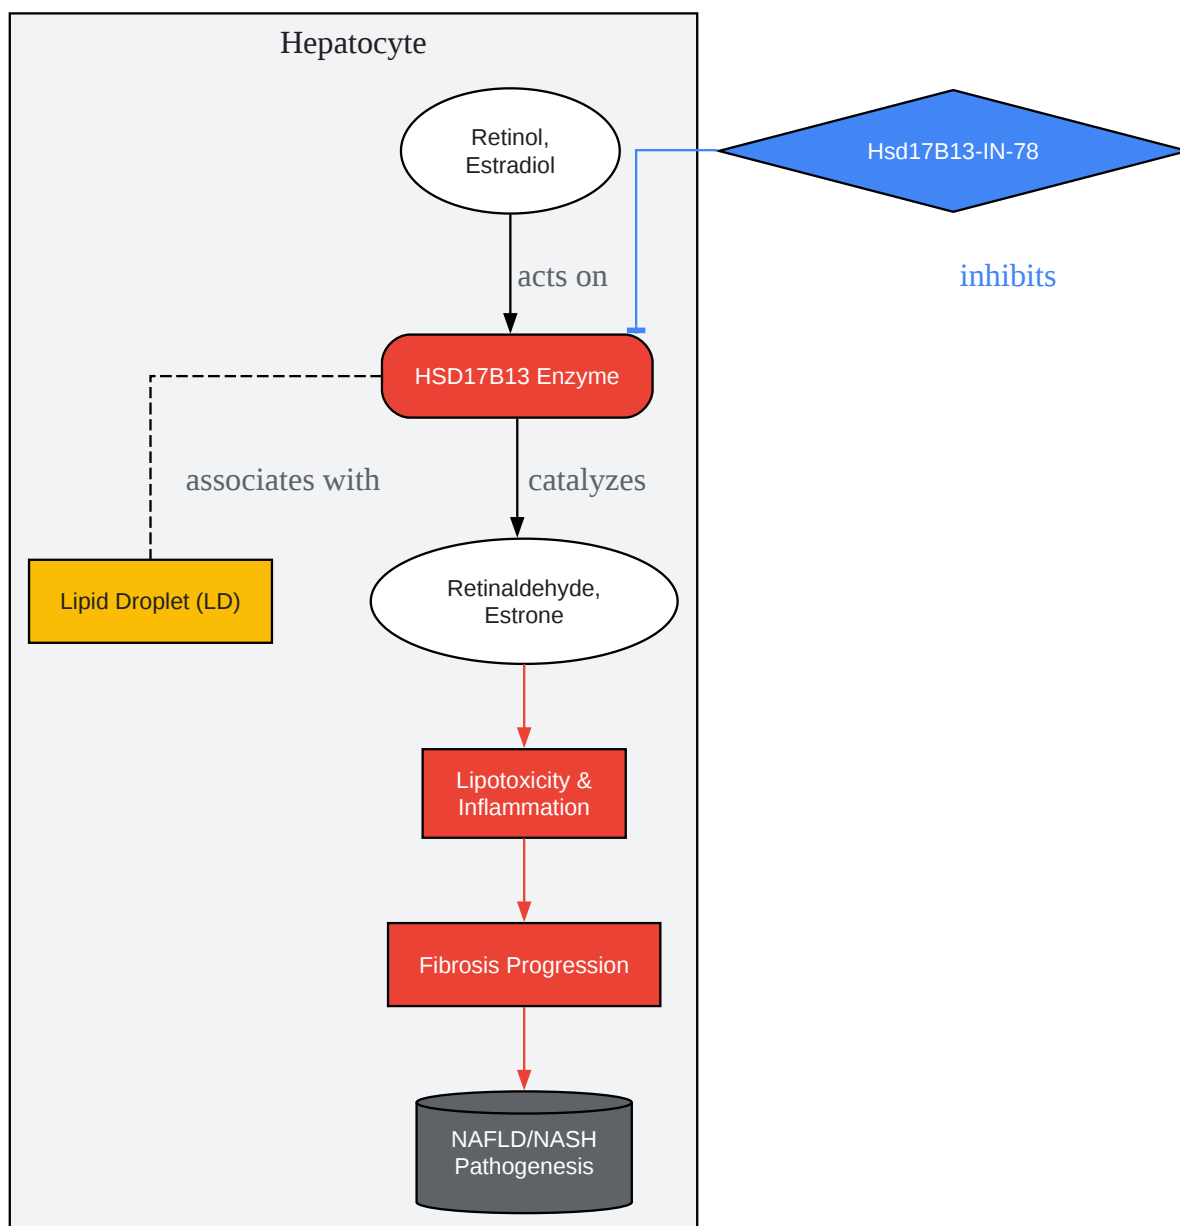 Hepatocyte
Retinol,
Estradiol
Hsd17B13-IN-78
acts on
inhibits
HSD17B13 Enzyme
associates with
catalyzes
Lipid Droplet (LD)
Retinaldehyde,
Estrone
Lipotoxicity &
Inflammation
Fibrosis Progression
NAFLD/NASH
Pathogenesis